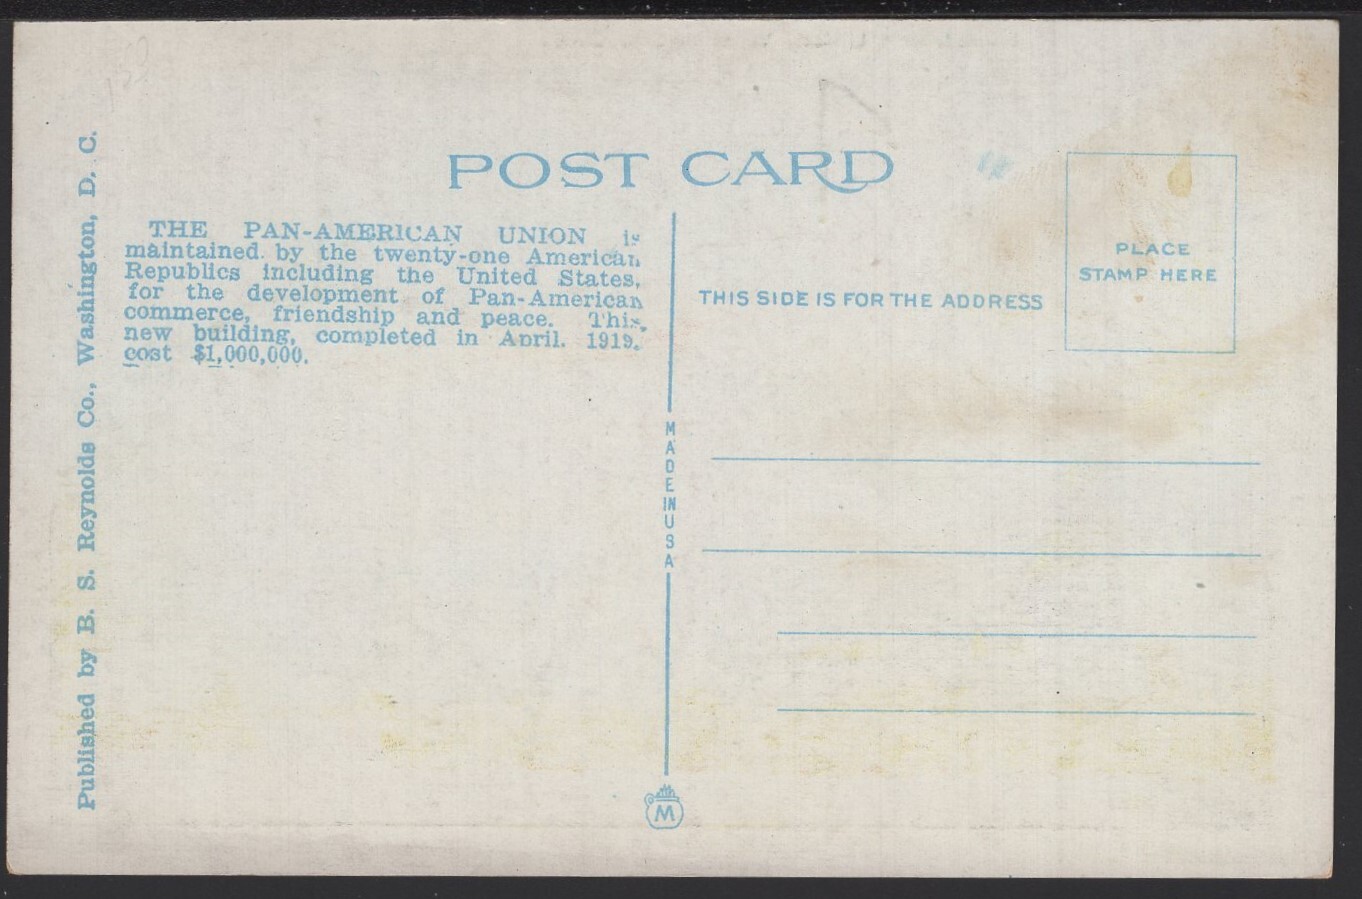 POST CARD
THE PAN-AMERICAN UNION is
maintained by the twenty-one American
Republics including the United States,
for the development of Pan-American
commerce, friendship and peace. This
new building, completed in April. 1919.
cost $1,000,000.
Published by B. S. Reynolds Co., Washington, D. C.
MADE IN USA
M
THIS SIDE IS FOR THE ADDRESS
PLACE
STAMP HERE